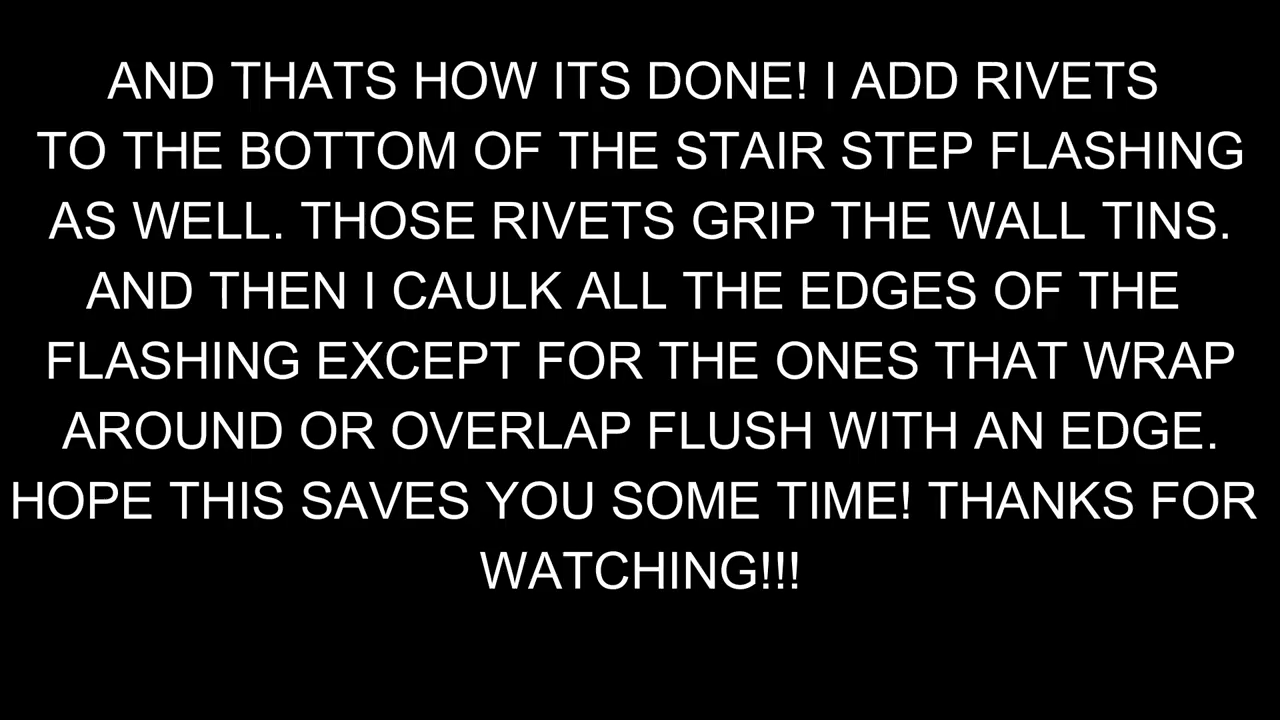 AND THATS HOW ITS DONE! I ADD RIVETS
TO THE BOTTOM OF THE STAIR STEP FLASHING
AS WELL. THOSE RIVETS GRIP THE WALL TINS.
AND THEN I CAULK ALL THE EDGES OF THE
FLASHING EXCEPT FOR THE ONES THAT WRAP
AROUND OR OVERLAP FLUSH WITH AN EDGE.
HOPE THIS SAVES YOU SOME TIME! THANKS FOR
WATCHING!!!